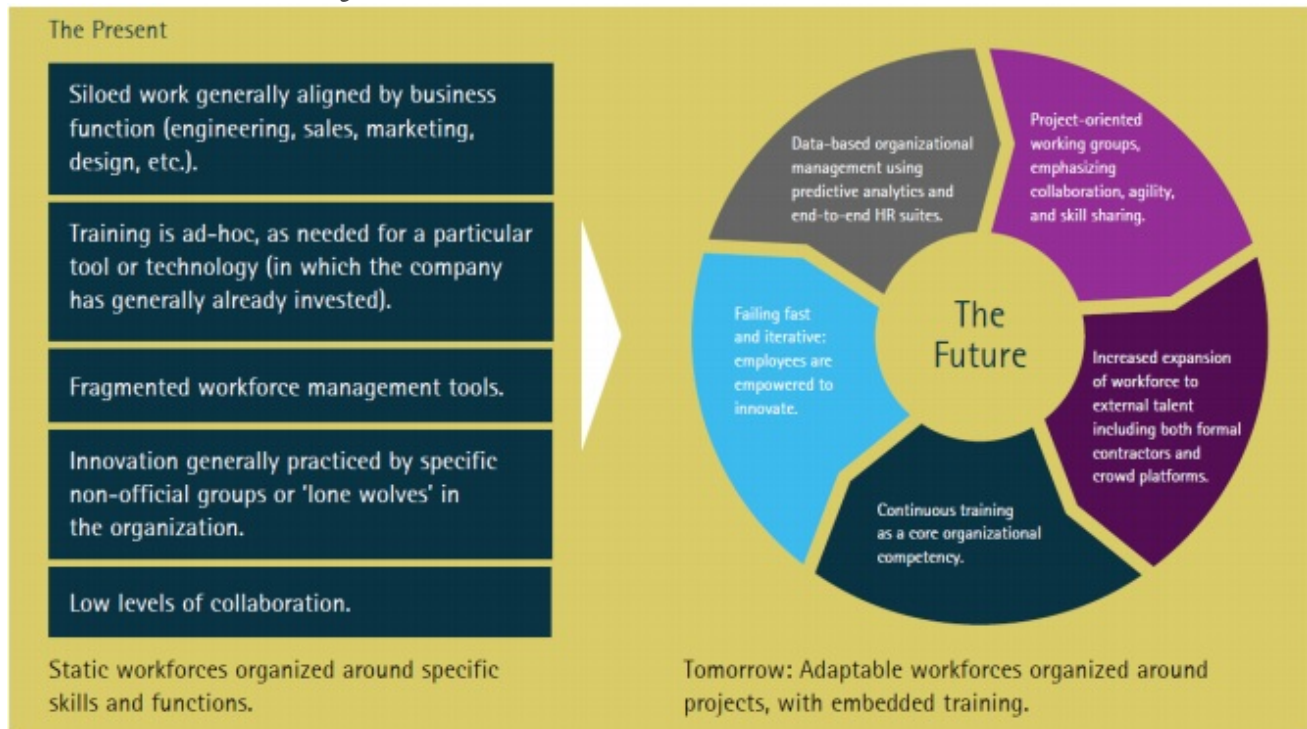 The Present
Siloed work generally aligned by business
function (engineering, sales, marketing,
design, etc.).
Training is ad-hoc, as needed for a particular
tool or technology (in which the company
has generally already invested).
Fragmented workforce management tools.
Innovation generally practiced by specific
non-official groups or 'lone wolves' in
the organization.
Low levels of collaboration.
Static workforces organized around specific
skills and functions.
Data-based organizational
management using
predictive analytics and
end-to-end HR suites.
Project-oriented
working groups,
emphasizing
collaboration, agility,
and skill sharing.
Increased expansion
of workforce to
external talent
including both formal
contractors and
crowd platforms.
Continuous training
as a core organizational
competency.
Failing fast
and iterative:
employees are
empowered to
innovate.
The
Future
Tomorrow: Adaptable workforces organized around
projects, with embedded training.